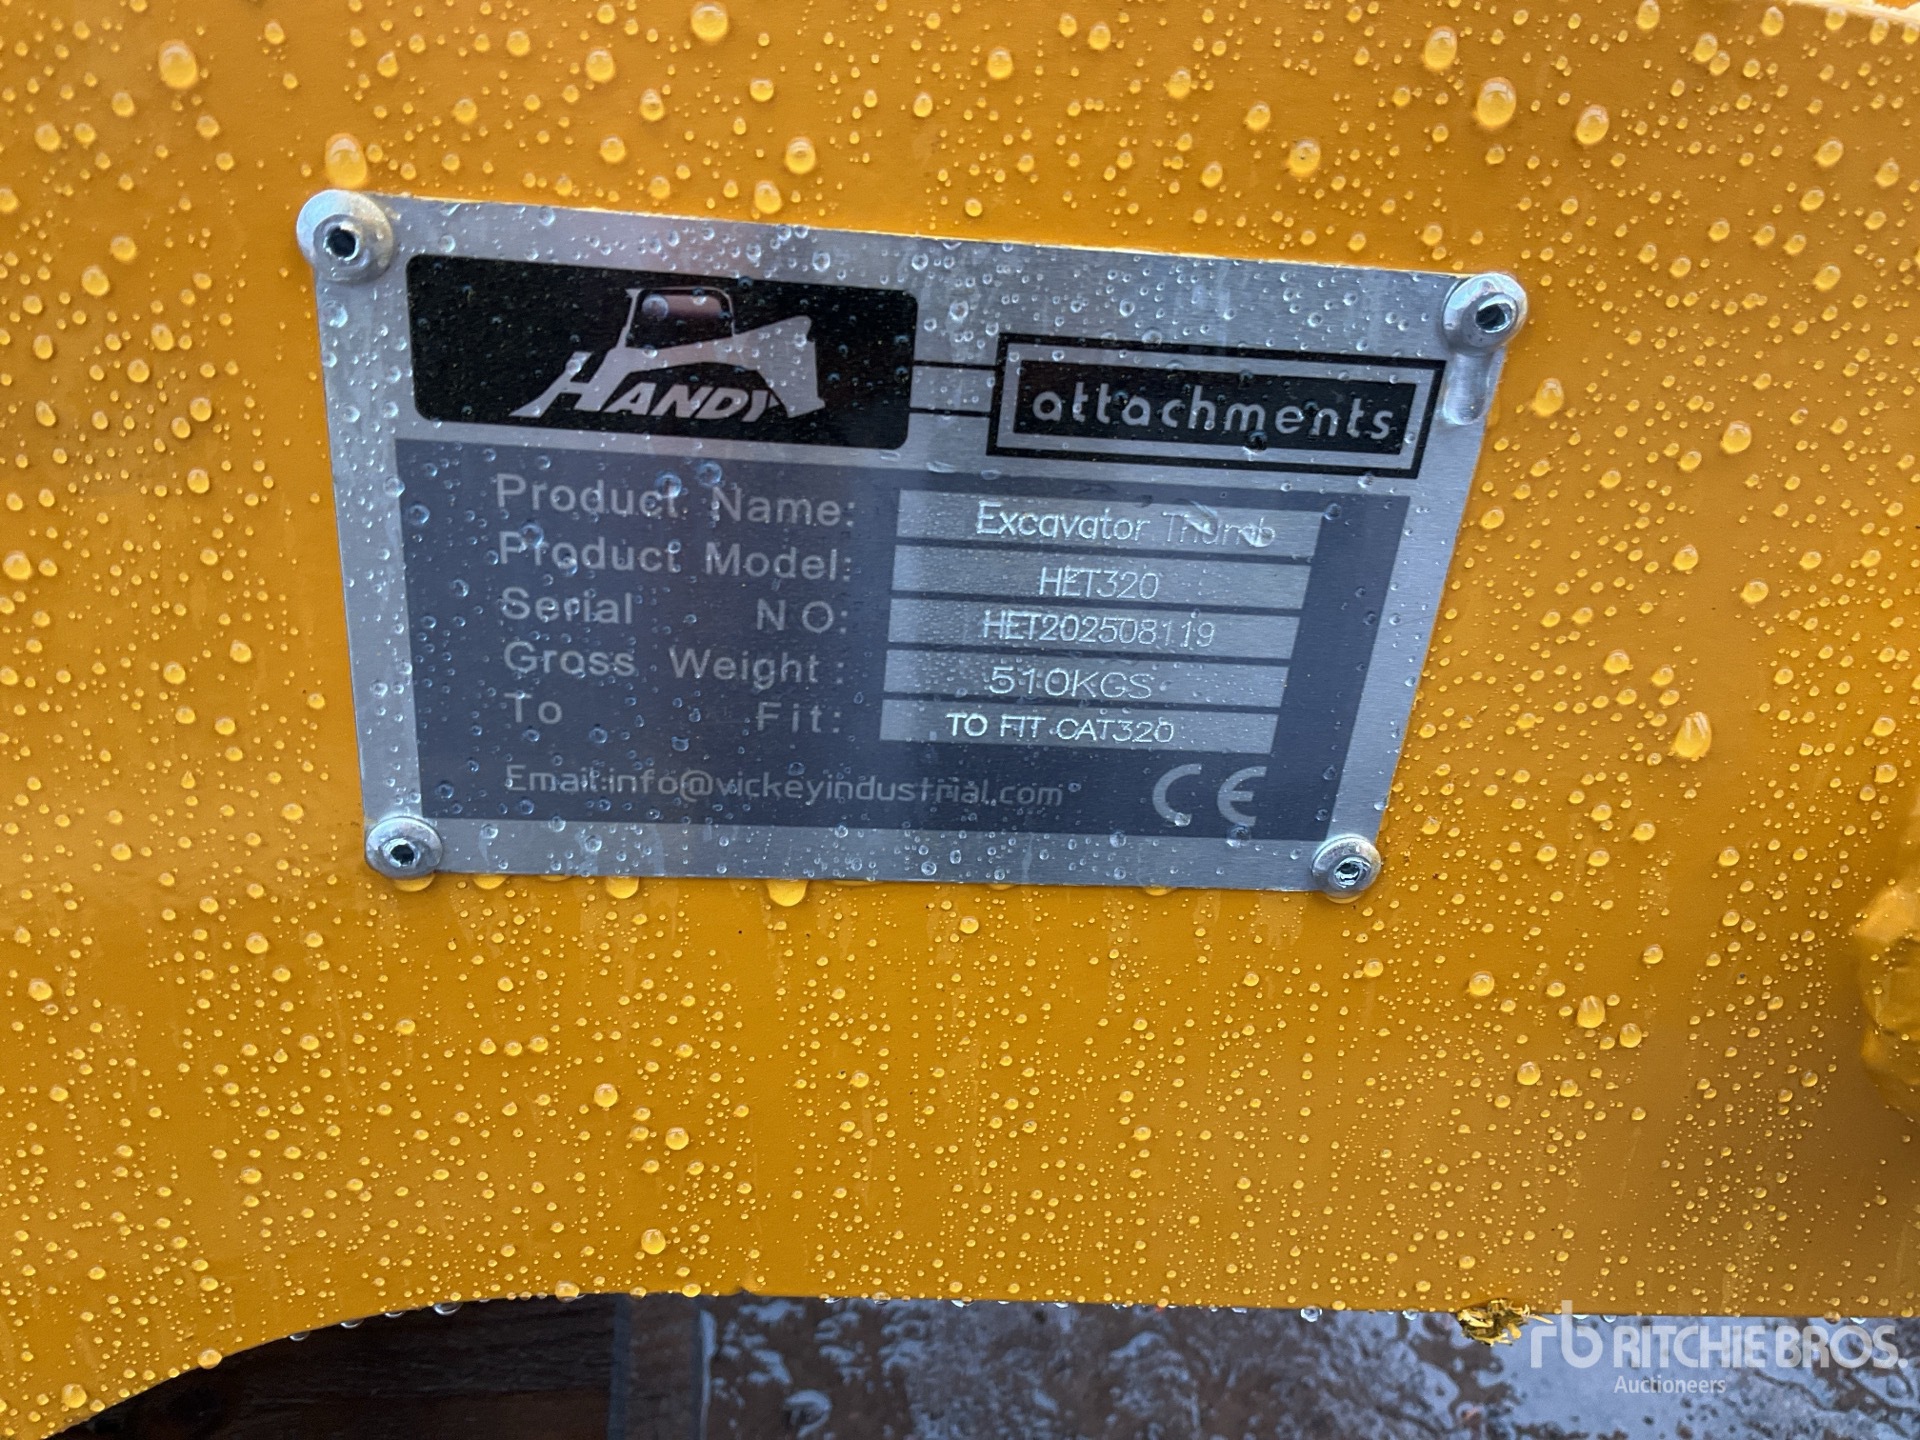 HANDY
attachments
Product Name: Excavator Thumb
Product Model: HET320
Serial NO: HET202508119
Gross Weight: 510KGS
To Fit: TO FIT CAT320
Email:info@vickeyindustrial.com
CE
rb RITCHIE BROS.
Auctioneers